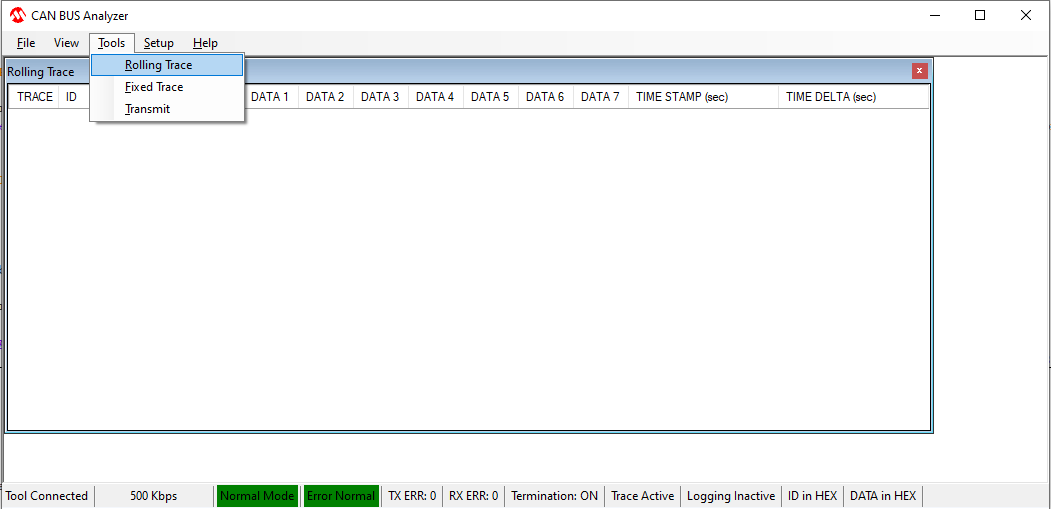 CAN BUS Analyzer
File View Tools Setup Help
Rolling Trace
Rolling Trace
Fixed Trace
Transmit
TRACE ID DATA 1 DATA 2 DATA 3 DATA 4 DATA 5 DATA 6 DATA 7 TIME STAMP (sec) TIME DELTA (sec)
Tool Connected 500 Kbps Normal Mode Error Normal TX ERR: 0 RX ERR: 0 Termination: ON Trace Active Logging Inactive ID in HEX DATA in HEX